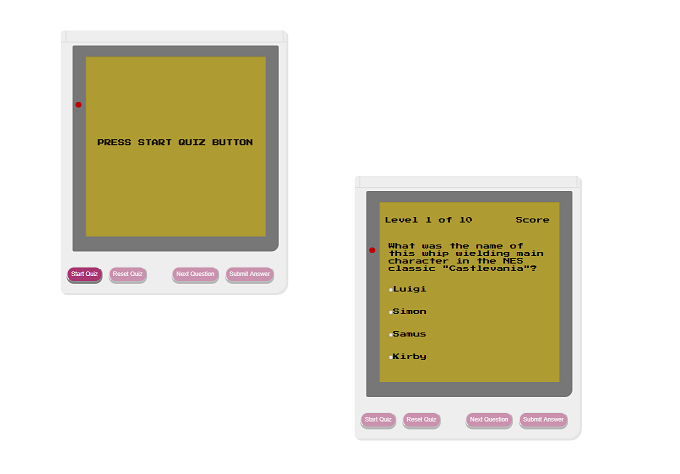 PRESS START QUIZ BUTTON
Start Quiz Reset Quiz Next Question Submit Answer
Level 1 of 10 Score
What was the name of
this whip wielding main
character in the NES
classic "Castlevania"?
Luigi
Simon
Samus
Kirby
Start Quiz Reset Quiz Next Question Submit Answer